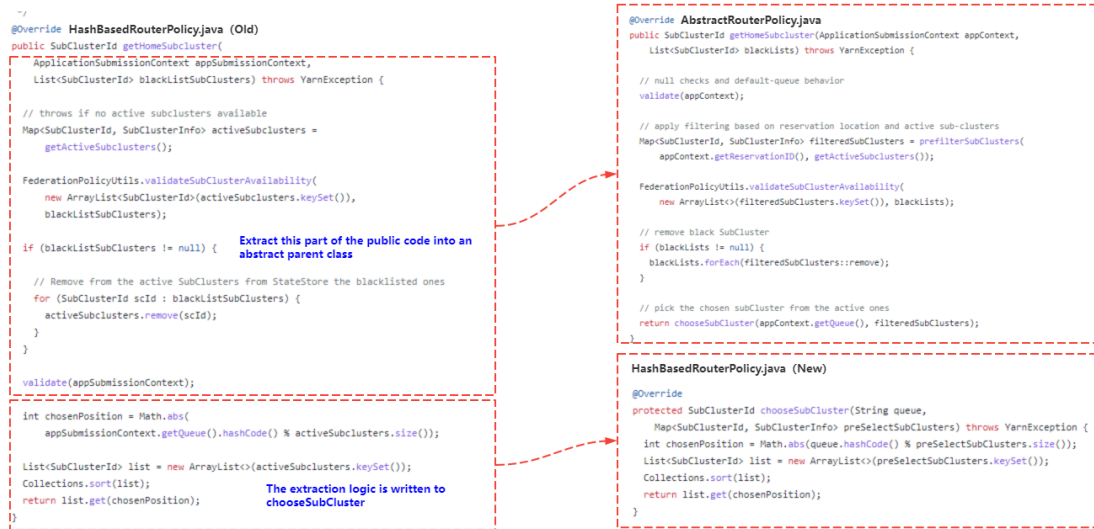 */
@Override HashBasedRouterPolicy.java (Old)
public SubClusterId getHomeSubcluster(
ApplicationSubmissionContext appSubmissionContext,
List<SubClusterId> blackListSubClusters) throws YarnException {
// throws if no active subclusters available
Map<SubClusterId, SubClusterInfo> activeSubclusters =
getActiveSubclusters();
FederationPolicyUtils.validateSubClusterAvailability(
new ArrayList<SubClusterId>(activeSubclusters.keySet()),
blackListSubClusters);
if (blackListSubClusters != null) {
Extract this part of the public code into an
abstract parent class
// Remove from the active SubClusters from StateStore the blacklisted ones
for (SubClusterId scId : blackListSubClusters) {
activeSubclusters.remove(scId);
}
}
validate(appSubmissionContext);
int chosenPosition = Math.abs(
appSubmissionContext.getQueue().hashCode() % activeSubclusters.size());
List<SubClusterId> list = new ArrayList<>(activeSubclusters.keySet());
Collections.sort(list);
return list.get(chosenPosition);
}
The extraction logic is written to
chooseSubCluster
@Override AbstractRouterPolicy.java
public SubClusterId getHomeSubcluster(ApplicationSubmissionContext appContext,
List<SubClusterId> blackLists) throws YarnException {
// null checks and default-queue behavior
validate(appContext);
// apply filtering based on reservation location and active sub-clusters
Map<SubClusterId, SubClusterInfo> filteredSubClusters = prefilterSubClusters(
appContext.getReservationID(), getActiveSubclusters());
FederationPolicyUtils.validateSubClusterAvailability(
new ArrayList<>(filteredSubClusters.keySet()), blackLists);
// remove black SubCluster
if (blackLists != null) {
blackLists.forEach(filteredSubClusters::remove);
}
// pick the chosen subCluster from the active ones
return chooseSubCluster(appContext.getQueue(), filteredSubClusters);
}
HashBasedRouterPolicy.java (New)
@Override
protected SubClusterId chooseSubCluster(String queue,
Map<SubClusterId, SubClusterInfo> preSelectSubClusters) throws YarnException {
int chosenPosition = Math.abs(queue.hashCode() % preSelectSubClusters.size());
List<SubClusterId> list = new ArrayList<>(preSelectSubClusters.keySet());
Collections.sort(list);
return list.get(chosenPosition);
}